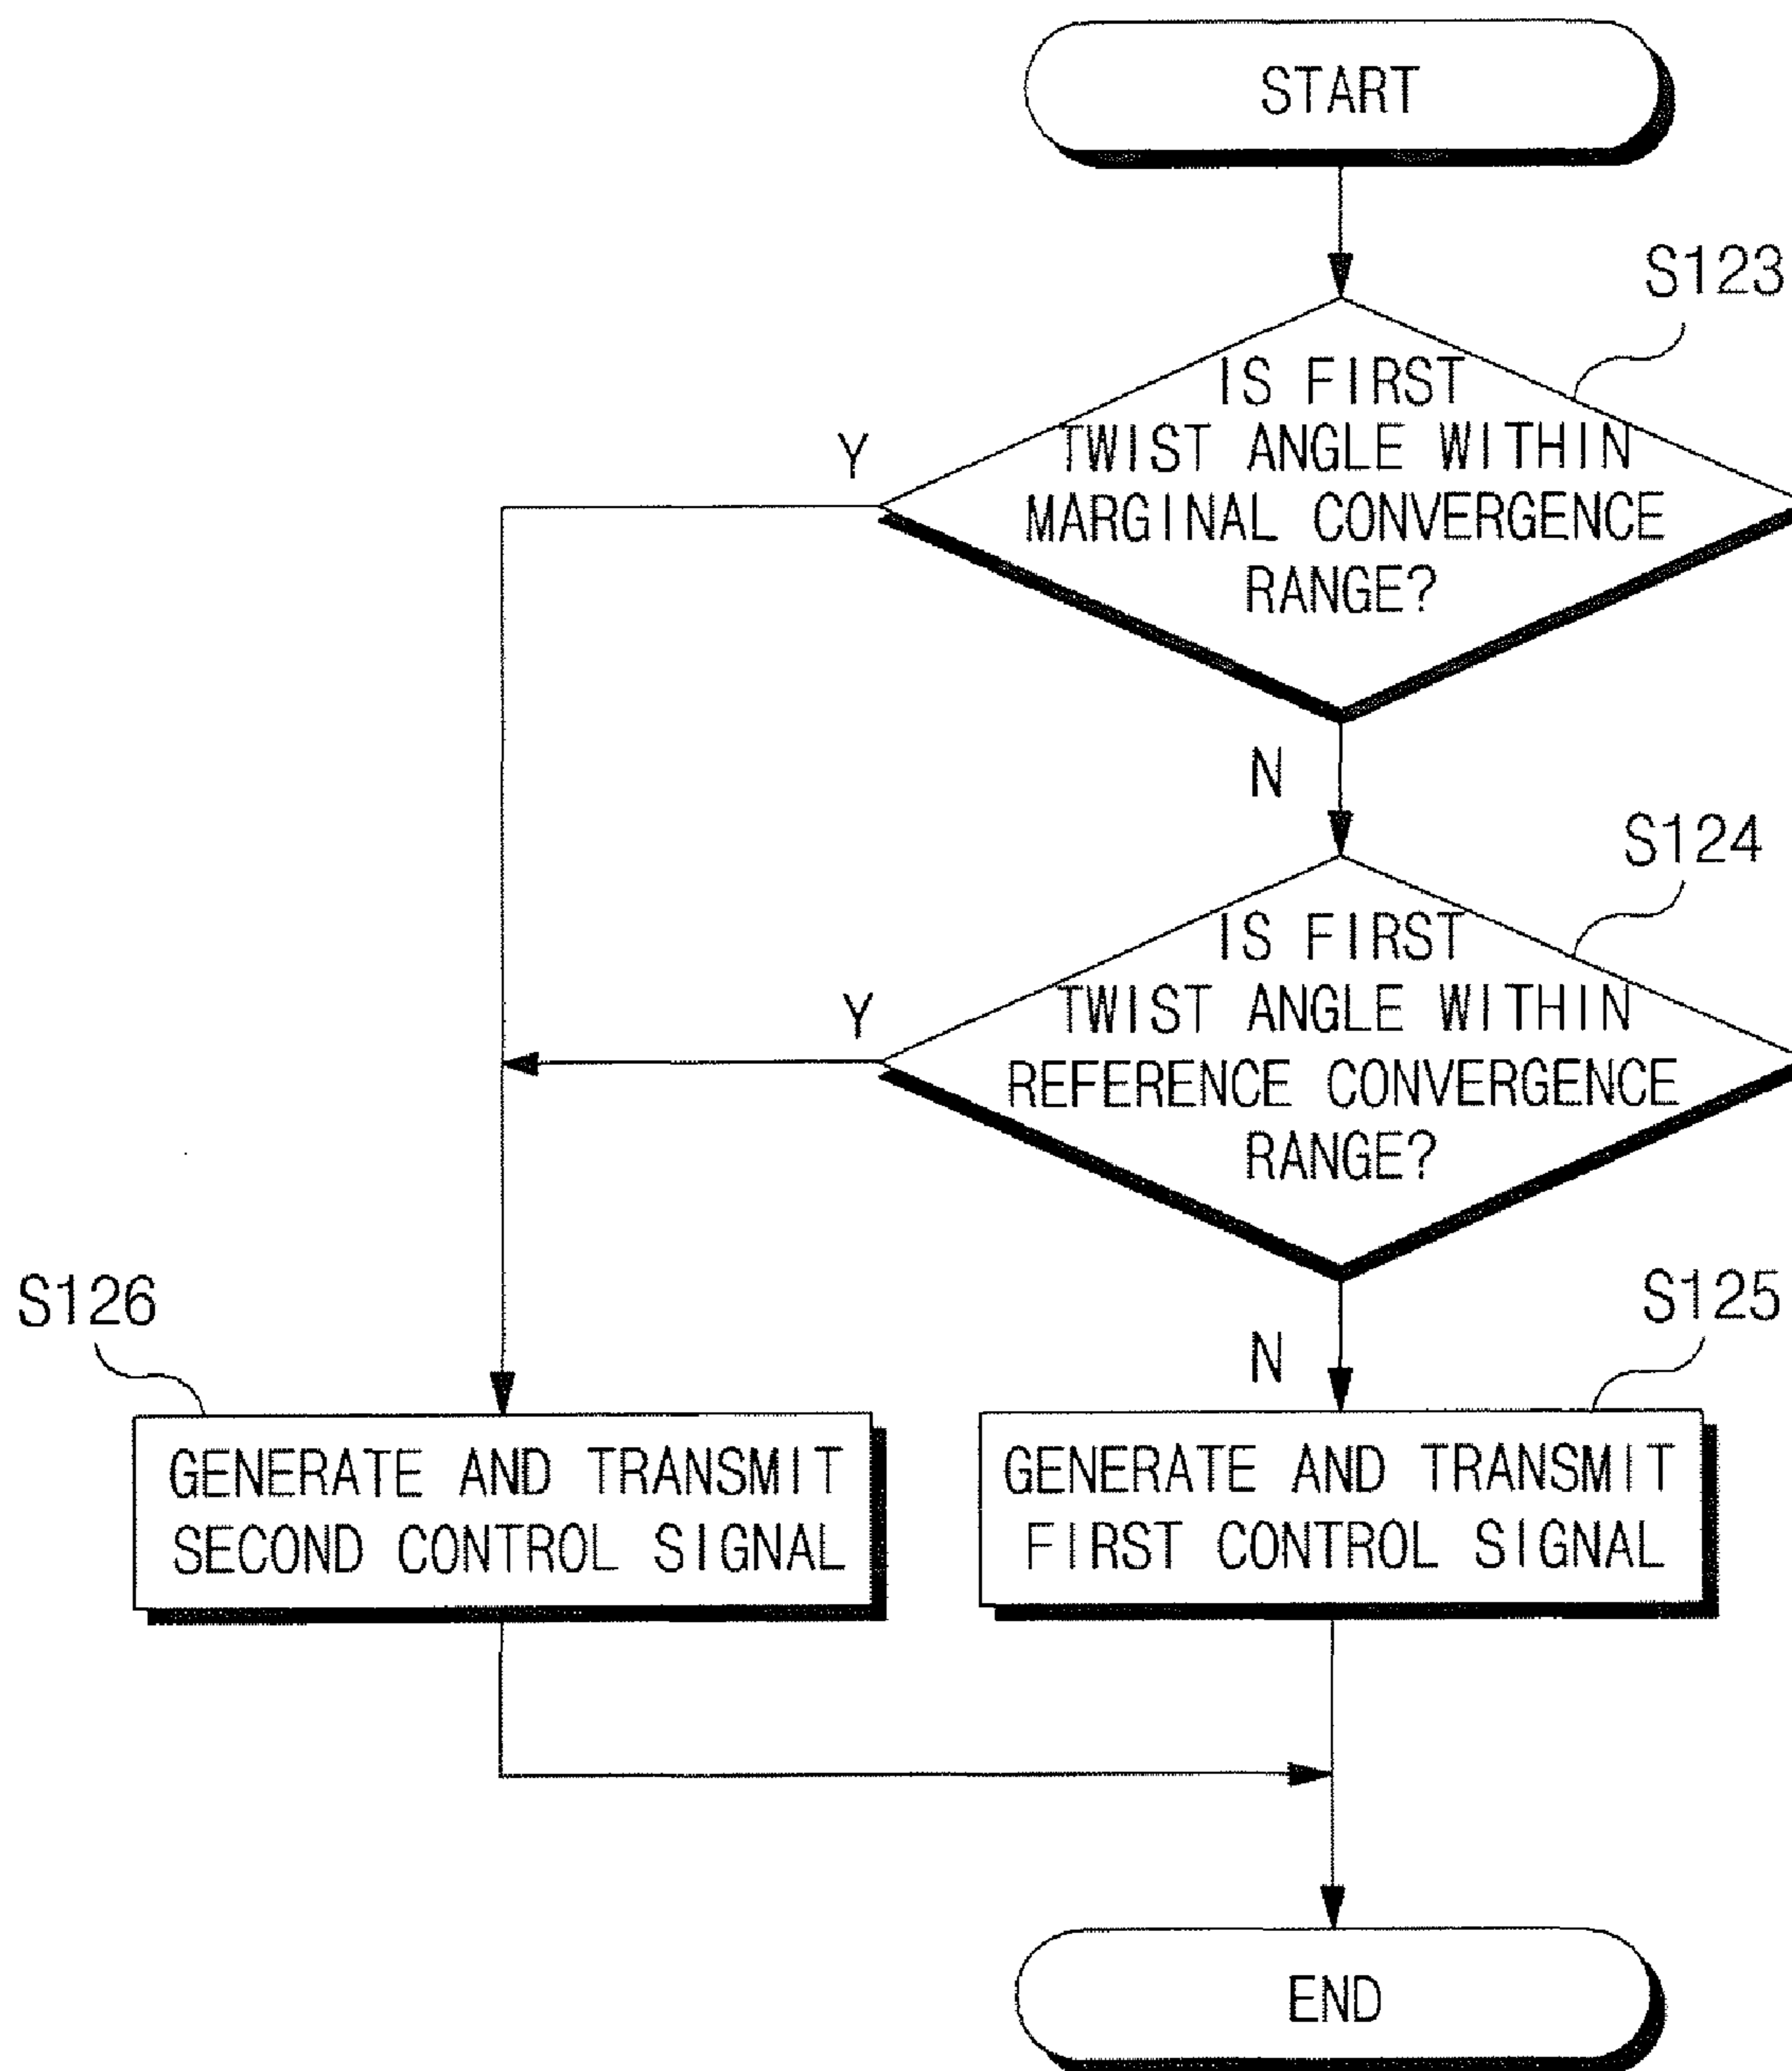 START
S123
IS FIRST
TWIST ANGLE WITHIN
MARGINAL CONVERGENCE
RANGE?
Y
N
S124
IS FIRST
TWIST ANGLE WITHIN
REFERENCE CONVERGENCE
RANGE?
Y
N
S126
GENERATE AND TRANSMIT
SECOND CONTROL SIGNAL
S125
GENERATE AND TRANSMIT
FIRST CONTROL SIGNAL
END